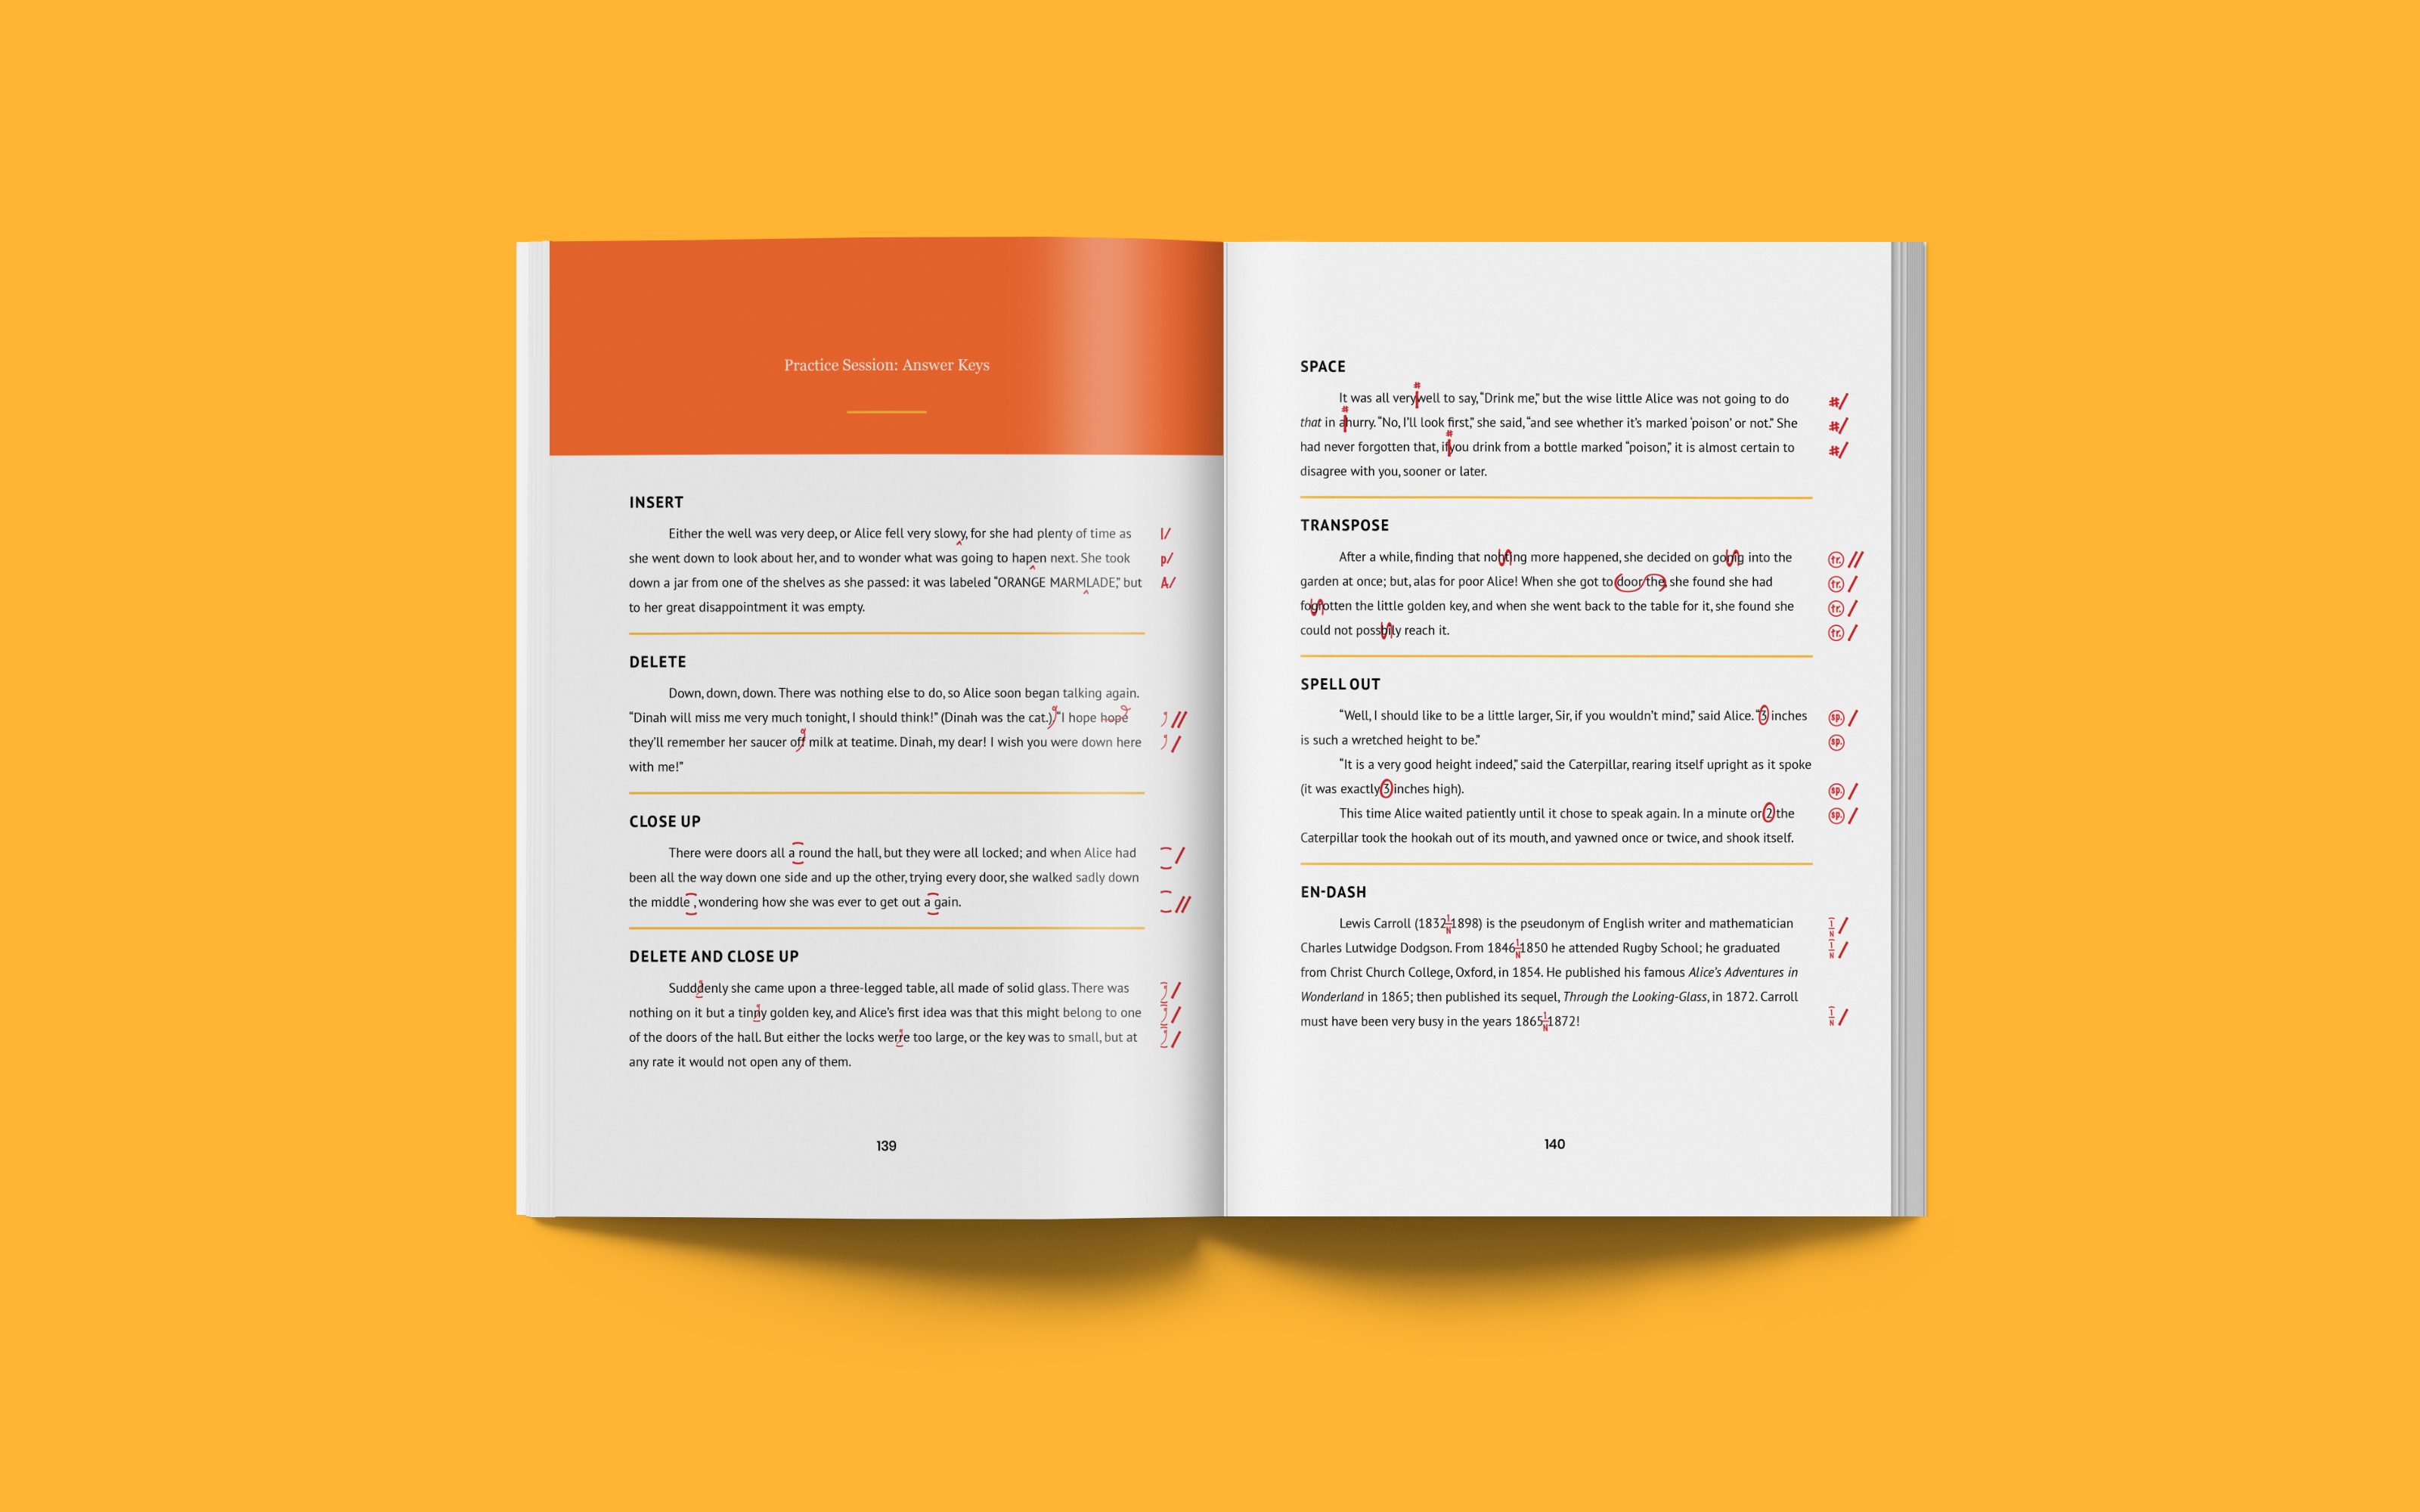 Practice Session: Answer Keys
INSERT
Either the well was very deep, or Alice fell very slowy, for she had plenty of time as l/
she went down to look about her, and to wonder what was going to hapen next. She took p/
down a jar from one of the shelves as she passed: it was labeled “ORANGE MARMLADE,” but A/
to her great disappointment it was empty.
DELETE
Down, down, down. There was nothing else to do, so Alice soon began talking again.
“Dinah will miss me very much tonight, I should think!” (Dinah was the cat.) “I hope hope //
they’ll remember her saucer off milk at teatime. Dinah, my dear! I wish you were down here /
with me!”
CLOSE UP
There were doors all a round the hall, but they were all locked; and when Alice had /
been all the way down one side and up the other, trying every door, she walked sadly down
the middle , wondering how she was ever to get out a gain. //
DELETE AND CLOSE UP
Sudddenly she came upon a three-legged table, all made of solid glass. There was /
nothing on it but a tinny golden key, and Alice’s first idea was that this might belong to one /
of the doors of the hall. But either the locks werre too large, or the key was to small, but at /
any rate it would not open any of them.
139
SPACE
#
It was all verywell to say, “Drink me,” but the wise little Alice was not going to do #/
#
that in ahurry. “No, I’ll look first,” she said, “and see whether it’s marked ‘poison’ or not.” She #/
#
had never forgotten that, ifyou drink from a bottle marked “poison,” it is almost certain to #/
disagree with you, sooner or later.
TRANSPOSE
After a while, finding that nohting more happened, she decided on gonig into the tr. //
garden at once; but, alas for poor Alice! When she got to door the, she found she had tr. /
fogrotten the little golden key, and when she went back to the table for it, she found she tr. /
could not possbily reach it. tr. /
SPELL OUT
“Well, I should like to be a little larger, Sir, if you wouldn’t mind,” said Alice. “3 inches sp. /
is such a wretched height to be.” sp.
“It is a very good height indeed,” said the Caterpillar, rearing itself upright as it spoke
(it was exactly 3 inches high). sp. /
This time Alice waited patiently until it chose to speak again. In a minute or 2 the sp. /
Caterpillar took the hookah out of its mouth, and yawned once or twice, and shook itself.
EN-DASH
Lewis Carroll (1832 1/N 1898) is the pseudonym of English writer and mathematician 1/N /
Charles Lutwidge Dodgson. From 1846 1/N 1850 he attended Rugby School; he graduated 1/N /
from Christ Church College, Oxford, in 1854. He published his famous Alice’s Adventures in
Wonderland in 1865; then published its sequel, Through the Looking-Glass, in 1872. Carroll
must have been very busy in the years 1865 1/N 1872! 1/N /
140